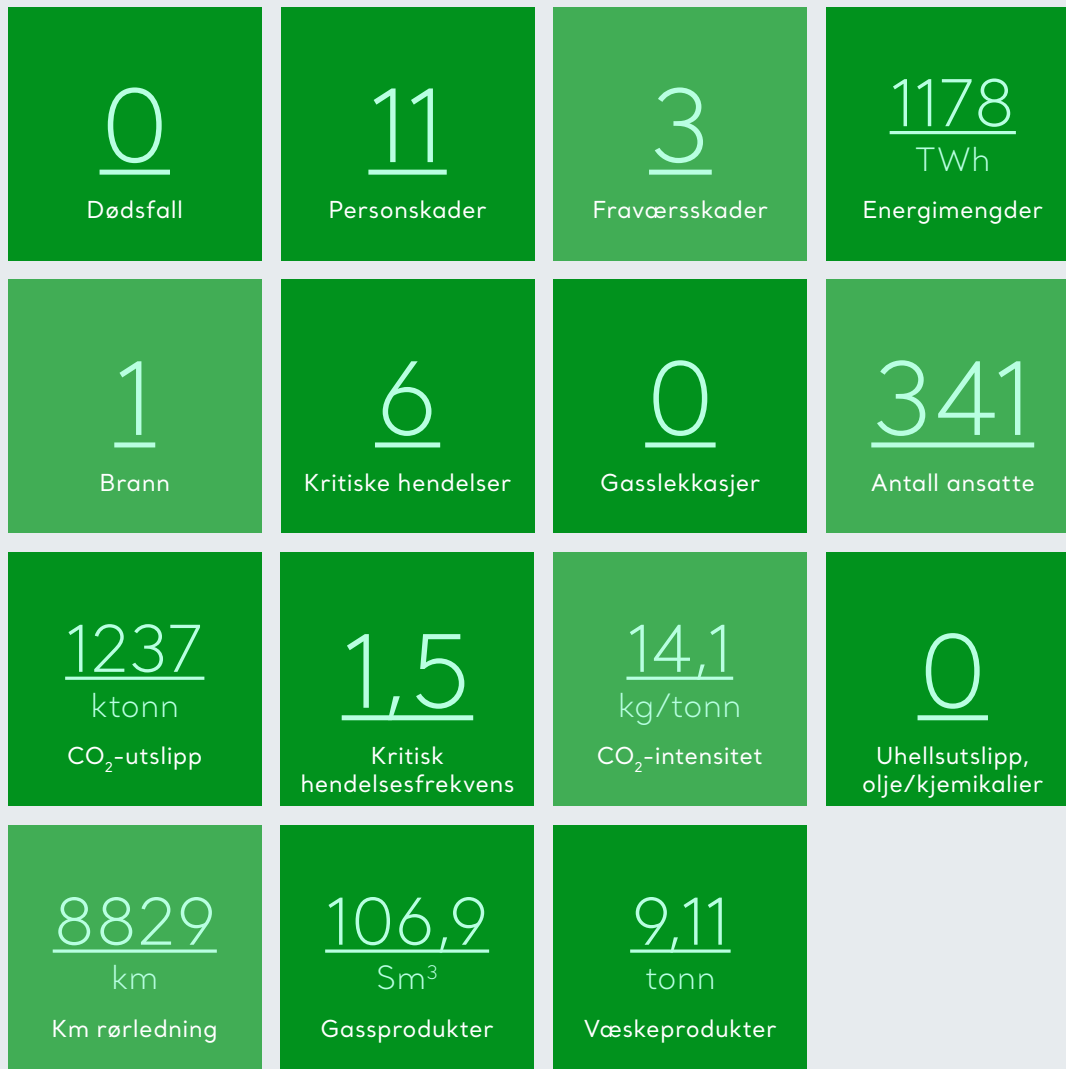 0
Dødsfall
11
Personskader
3
Fraværsskader
1178
TWh
Energimengder
1
Brann
6
Kritiske hendelser
0
Gasslekkasjer
341
Antall ansatte
1237
ktonn
CO₂-utslipp
1,5
Kritisk
hendelsesfrekvens
14,1
kg/tonn
CO₂-intensitet
0
Uhellsutslipp,
olje/kjemikalier
8829
km
Km rørledning
106,9
Sm³
Gassprodukter
9,11
tonn
Væskeprodukter